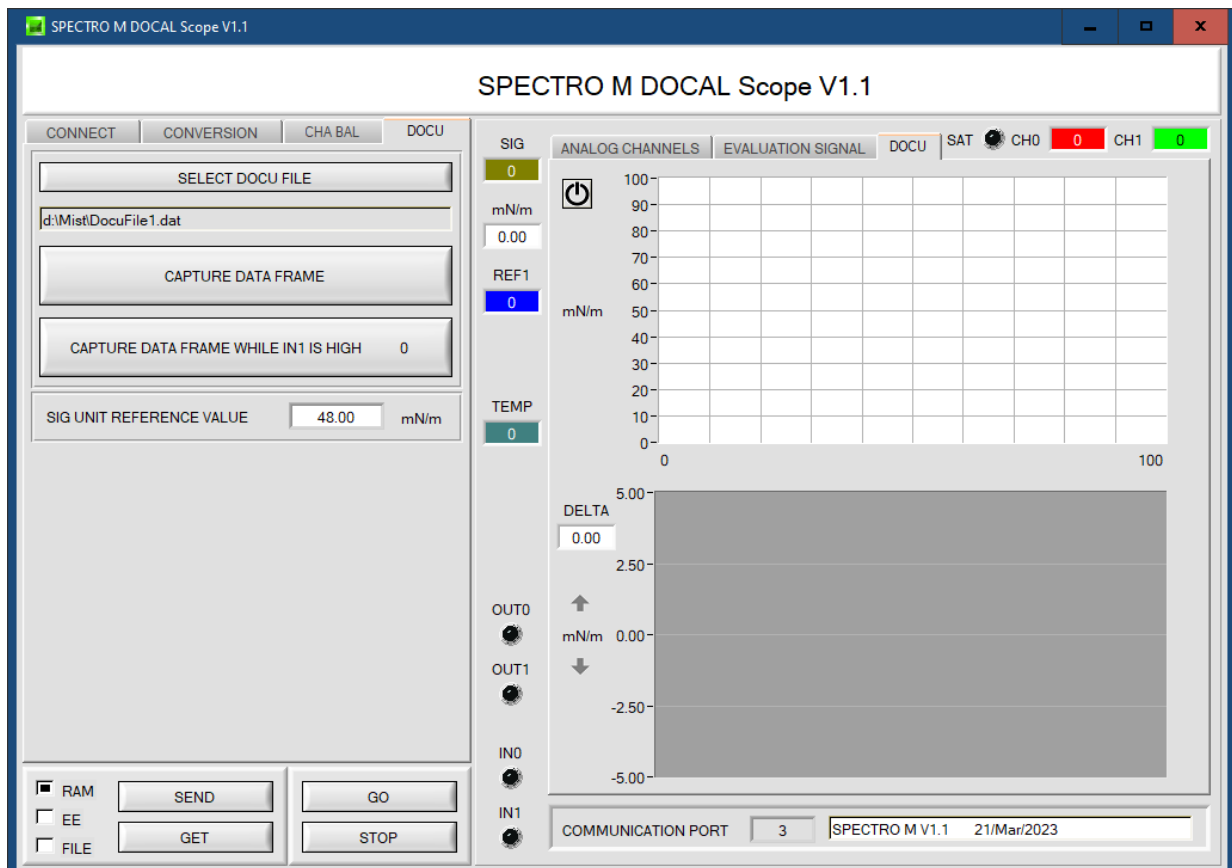 SPECTRO M DOCAL Scope V1.1
SPECTRO M DOCAL Scope V1.1
CONNECT CONVERSION CHA BAL DOCU
SELECT DOCU FILE
d:\Mist\DocuFile1.dat
CAPTURE DATA FRAME
CAPTURE DATA FRAME WHILE IN1 IS HIGH 0
SIG UNIT REFERENCE VALUE 48.00 mN/m
RAM
EE
FILE
SEND
GET
GO
STOP
SIG
0
mN/m
0.00
REF1
0
TEMP
0
OUT0
OUT1
IN0
IN1
ANALOG CHANNELS EVALUATION SIGNAL DOCU SAT CH0 0 CH1 0
mN/m
100
90
80
70
60
50
40
30
20
10
0
0 100
DELTA
0.00
mN/m
5.00
2.50
0.00
-2.50
-5.00
COMMUNICATION PORT 3 SPECTRO M V1.1 21/Mar/2023